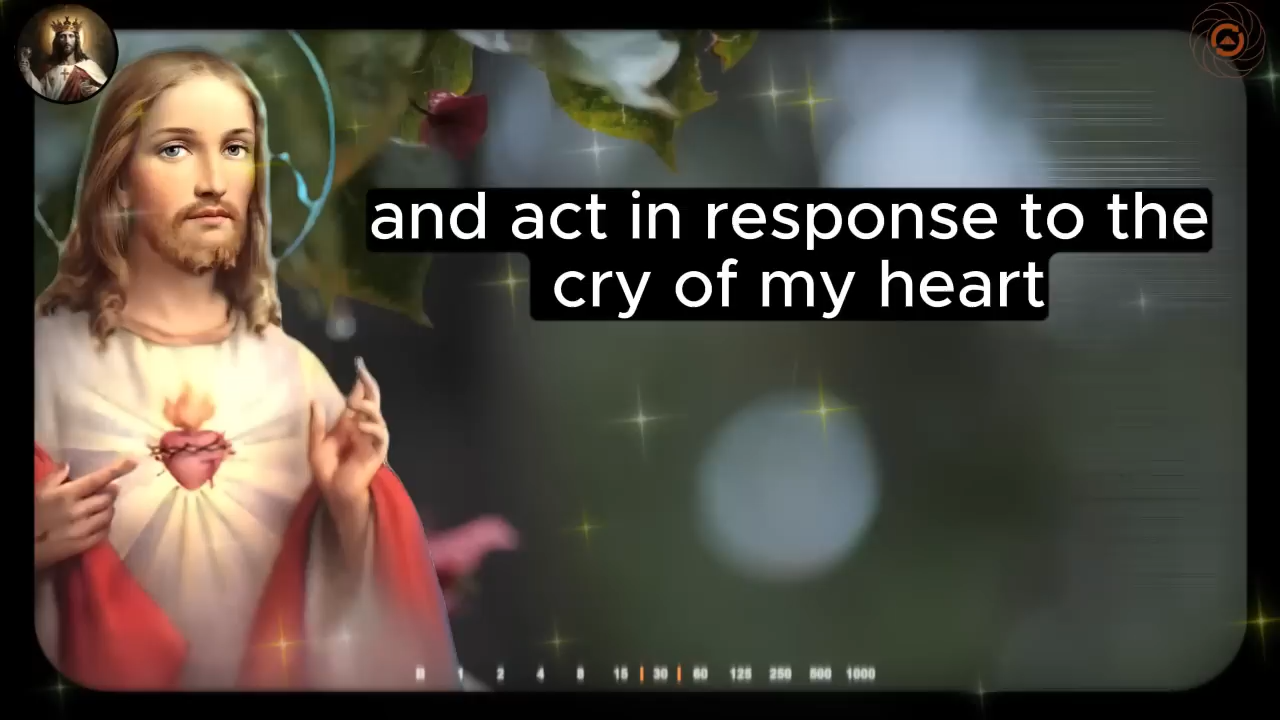 and act in response to the
cry of my heart
B 1 2 4 8 15 30 60 125 250 500 1000